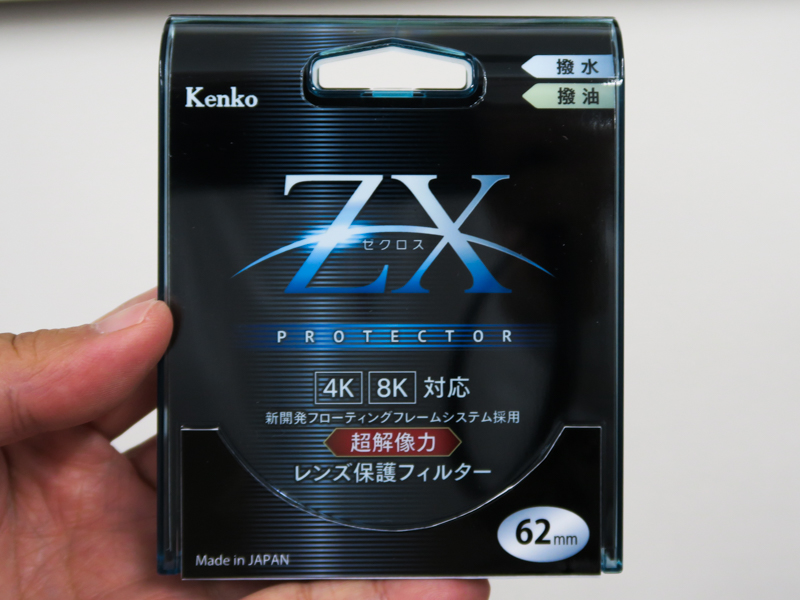 撥水
撥油
Kenko
ZX
ゼクロス
PROTECTOR
4K 8K 対応
新開発フローティングフレームシステム採用
超解像力
レンズ保護フィルター
62mm
Made in JAPAN